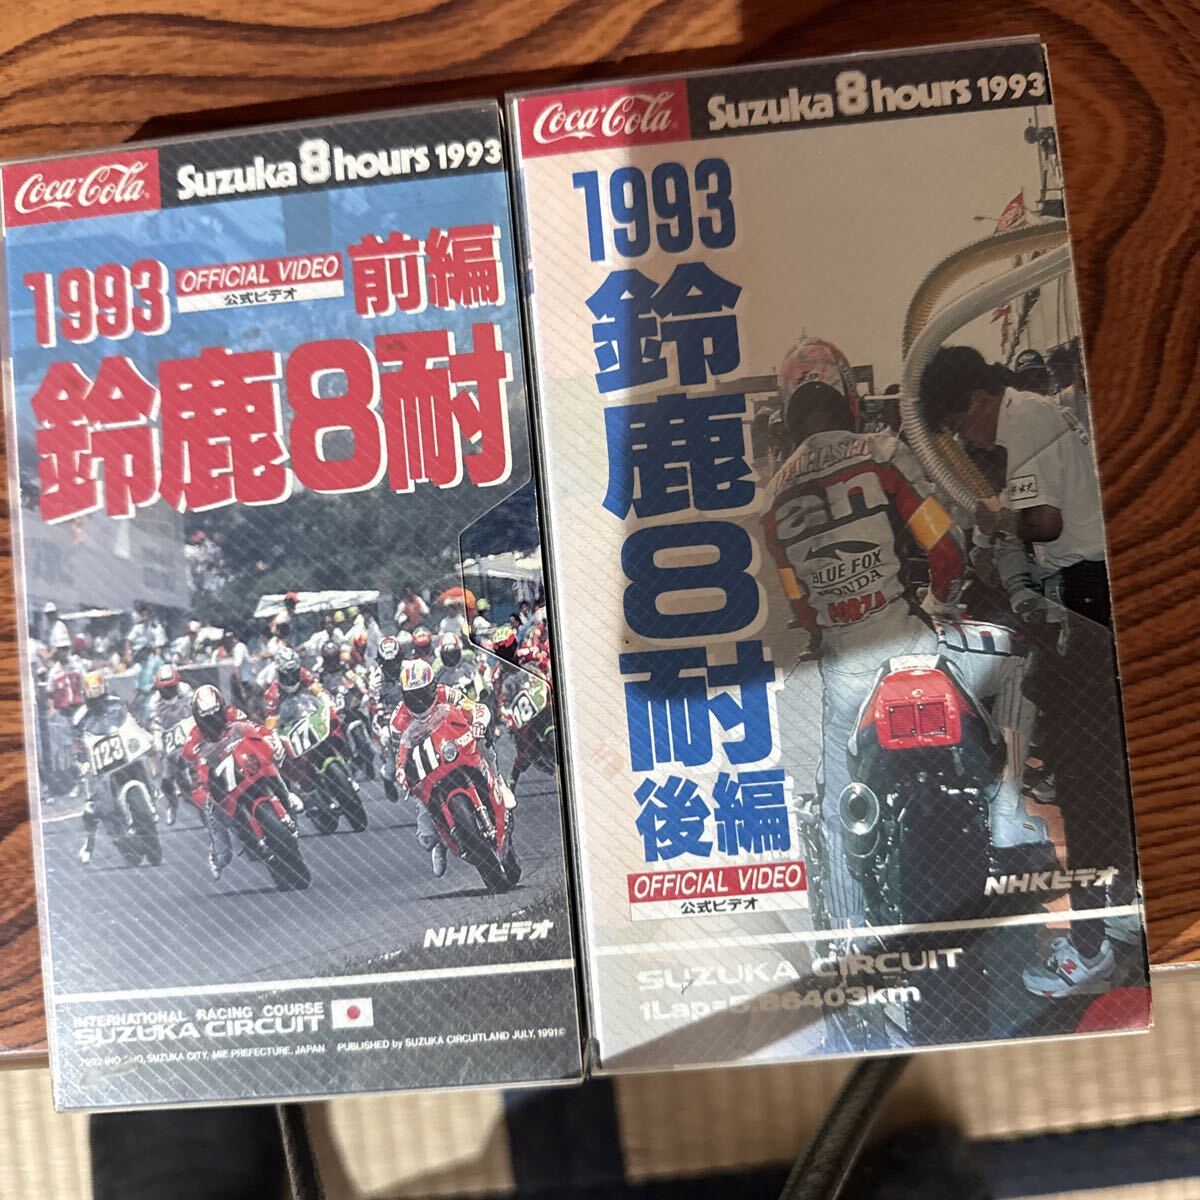 Coca-Cola
Suzuka 8 hours 1993
1993
OFFICIAL VIDEO
公式ビデオ
前編
鈴鹿8耐
123
24
7
17
11
NHKビデオ
INTERNATIONAL RACING COURSE
SUZUKA CIRCUIT
SUZUKA CITY, MIE PREFECTURE, JAPAN. PUBLISHED by SUZUKA CIRCUITLAND JULY, 1991©
Coca-Cola
Suzuka 8 hours 1993
1993
鈴鹿8耐
後編
OFFICIAL VIDEO
公式ビデオ
an
BLUE FOX
HONDA
NHKビデオ
SUZUKA CIRCUIT
1Lap=5.86403km